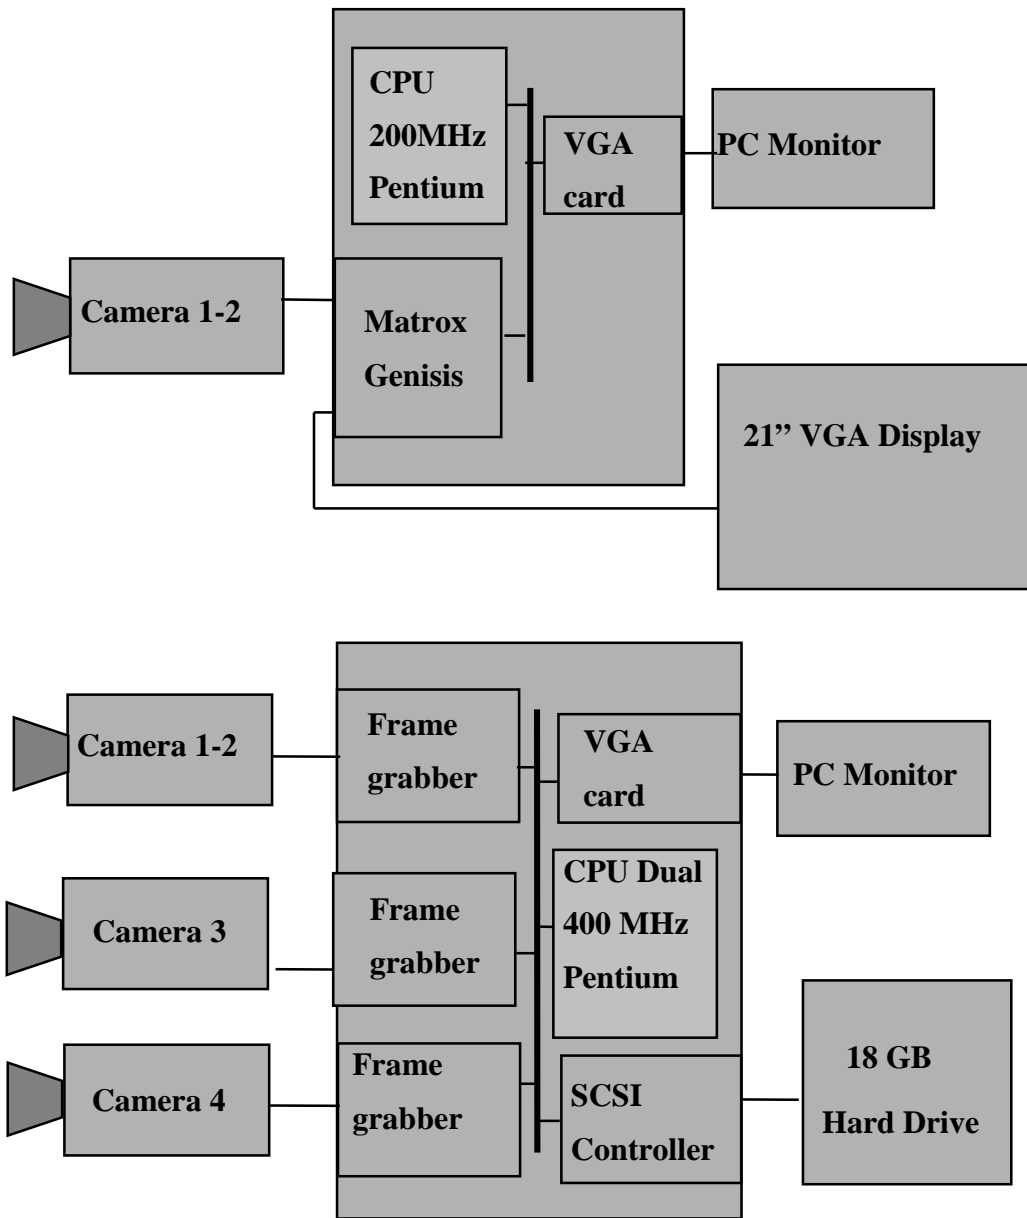 CPU
200MHz
Pentium
VGA
card
PC Monitor
Camera 1-2
Matrox
Genisis
21” VGA Display
Camera 1-2
Frame
grabber
VGA
card
PC Monitor
Camera 3
Frame
grabber
CPU Dual
400 MHz
Pentium
Camera 4
Frame
grabber
SCSI
Controller
18 GB
Hard Drive